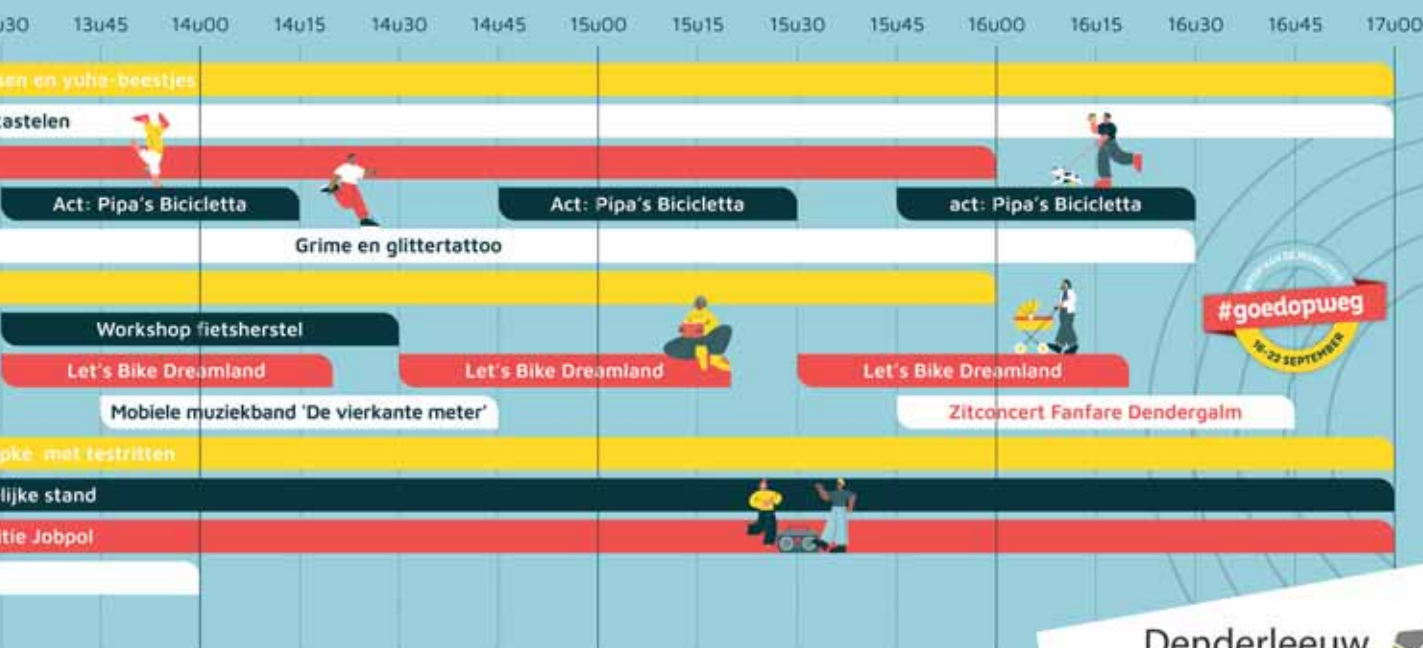 u30 13u45 14u00 14u15 14u30 14u45 15u00 15u15 15u30 15u45 16u00 16u15 16u30 16u45 17u00
sen en yuha-beestjes
astelen
Act: Pipa's Bicicletta Act: Pipa's Bicicletta act: Pipa's Bicicletta
Grime en glittertattoo
#goedopweg
16-22 SEPTEMBER
Workshop fietsherstel
Let's Bike Dreamland Let's Bike Dreamland Let's Bike Dreamland
Mobiele muziekband 'De vierkante meter' Zitconcert Fanfare Dendergalm
pke met testritten
lijke stand
itie Jobpol
Denderleeuw